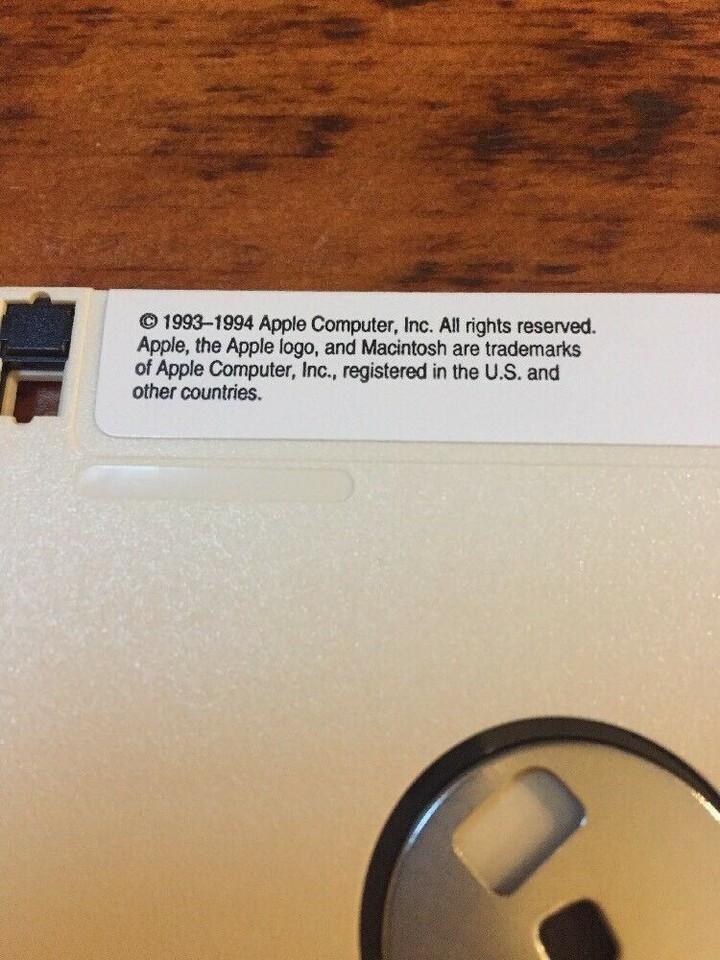 © 1993–1994 Apple Computer, Inc. All rights reserved.
Apple, the Apple logo, and Macintosh are trademarks
of Apple Computer, Inc., registered in the U.S. and
other countries.